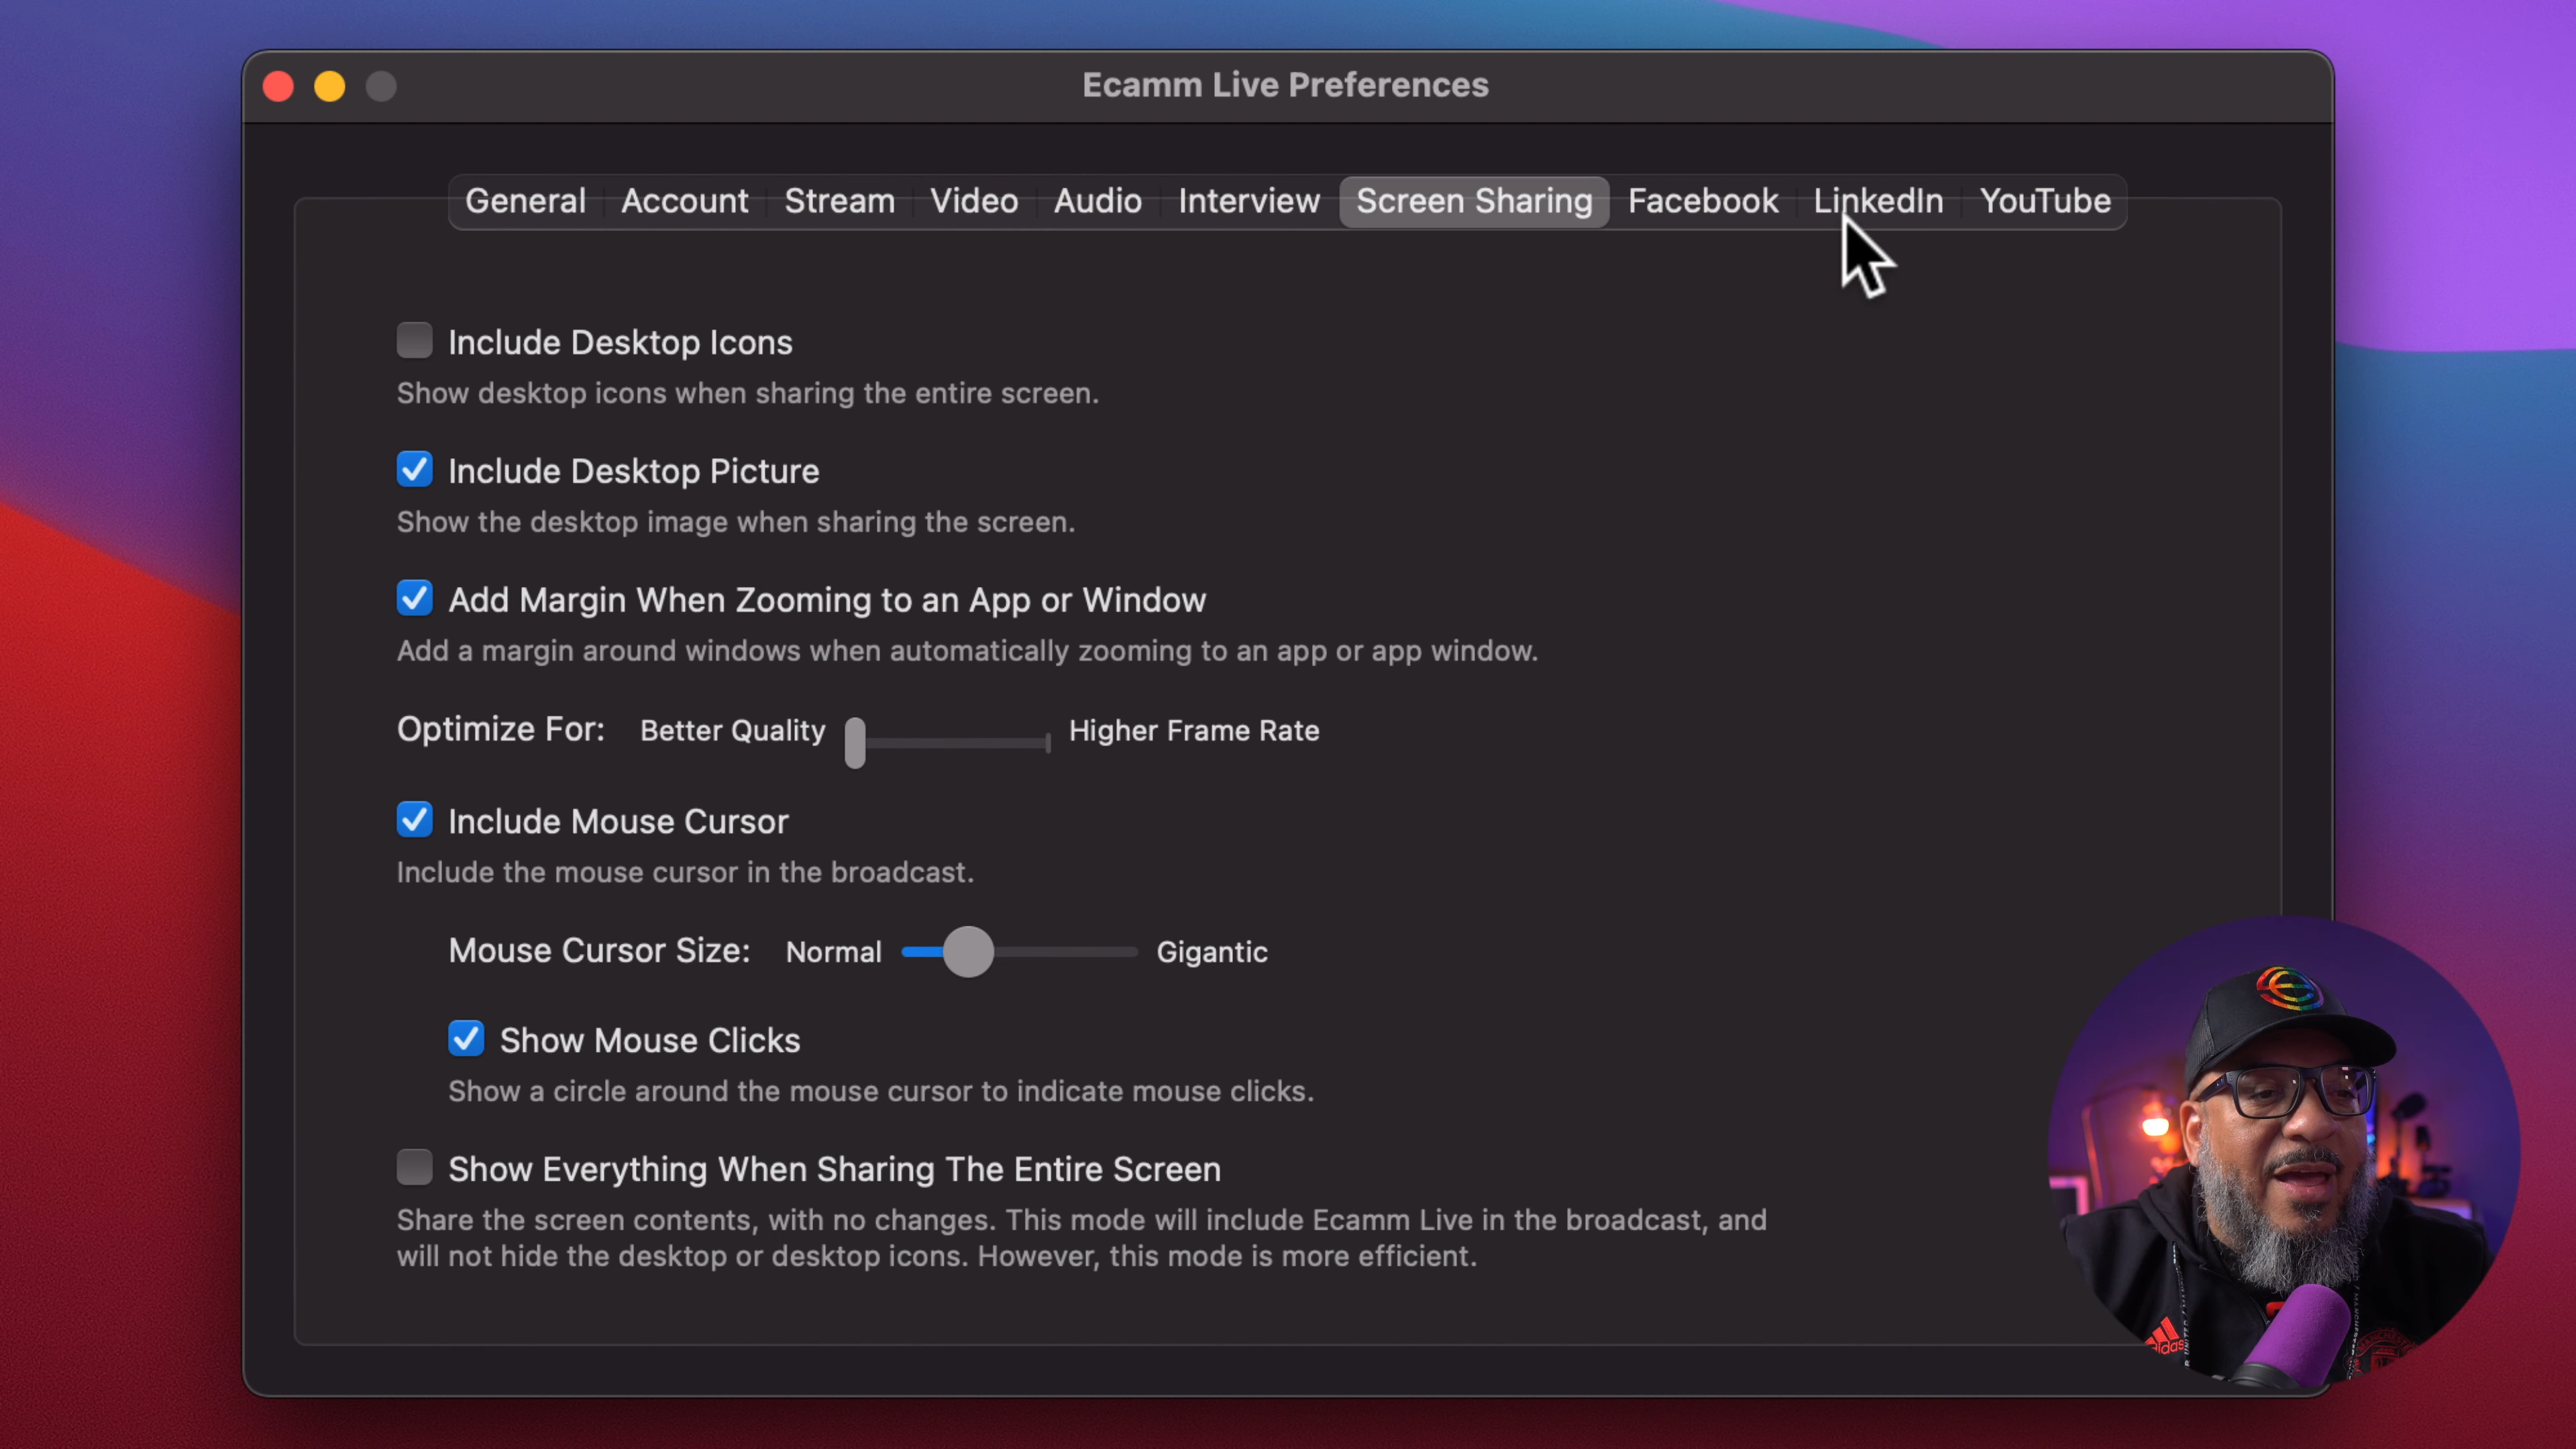 Ecamm Live Preferences
General Account Stream Video Audio Interview Screen Sharing Facebook LinkedIn YouTube
Include Desktop Icons
Show desktop icons when sharing the entire screen.
Include Desktop Picture
Show the desktop image when sharing the screen.
Add Margin When Zooming to an App or Window
Add a margin around windows when automatically zooming to an app or app window.
Optimize For: Better Quality Higher Frame Rate
Include Mouse Cursor
Include the mouse cursor in the broadcast.
Mouse Cursor Size: Normal Gigantic
Show Mouse Clicks
Show a circle around the mouse cursor to indicate mouse clicks.
Show Everything When Sharing The Entire Screen
Share the screen contents, with no changes. This mode will include Ecamm Live in the broadcast, and
will not hide the desktop or desktop icons. However, this mode is more efficient.
adidas